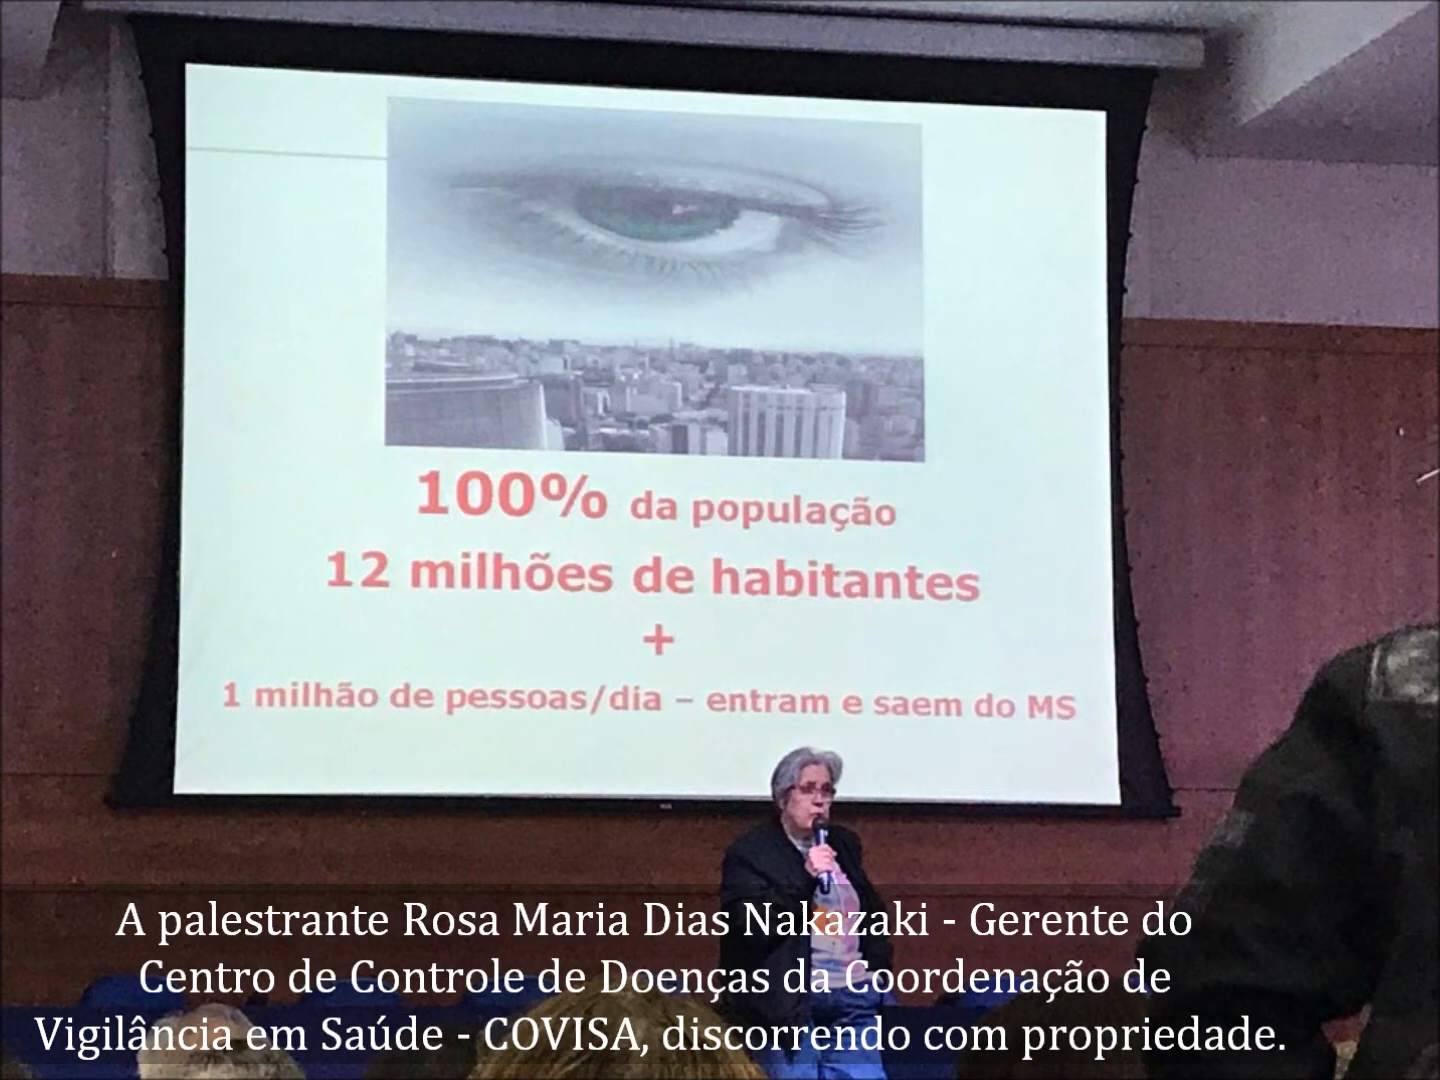 100% da população
12 milhões de habitantes
+
1 milhão de pessoas/dia – entram e saem do MS
A palestrante Rosa Maria Dias Nakazaki - Gerente do
Centro de Controle de Doenças da Coordenação de
Vigilância em Saúde - COVISA, discorrendo com propriedade.